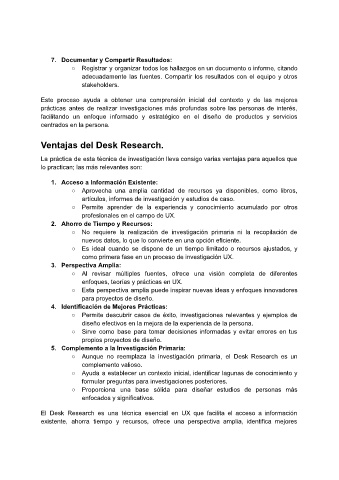 7. Documentar y Compartir Resultados:
○ Registrar y organizar todos los hallazgos en un documento o informe, citando
adecuadamente las fuentes. Compartir los resultados con el equipo y otros
stakeholders.
Este proceso ayuda a obtener una comprensión inicial del contexto y de las mejores
prácticas antes de realizar investigaciones más profundas sobre las personas de interés,
facilitando un enfoque informado y estratégico en el diseño de productos y servicios
centrados en la persona.
Ventajas del Desk Research.
La práctica de esta técnica de investigación lleva consigo varias ventajas para aquellos que
lo practican; las más relevantes son:
1. Acceso a Información Existente:
○ Aprovecha una amplia cantidad de recursos ya disponibles, como libros,
artículos, informes de investigación y estudios de caso.
○ Permite aprender de la experiencia y conocimiento acumulado por otros
profesionales en el campo de UX.
2. Ahorro de Tiempo y Recursos:
○ No requiere la realización de investigación primaria ni la recopilación de
nuevos datos, lo que lo convierte en una opción eficiente.
○ Es ideal cuando se dispone de un tiempo limitado o recursos ajustados, y
como primera fase en un proceso de investigación UX.
3. Perspectiva Amplia:
○ Al revisar múltiples fuentes, ofrece una visión completa de diferentes
enfoques, teorías y prácticas en UX.
○ Esta perspectiva amplia puede inspirar nuevas ideas y enfoques innovadores
para proyectos de diseño.
4. Identificación de Mejores Prácticas:
○ Permite descubrir casos de éxito, investigaciones relevantes y ejemplos de
diseño efectivos en la mejora de la experiencia de la persona.
○ Sirve como base para tomar decisiones informadas y evitar errores en tus
propios proyectos de diseño.
5. Complemento a la Investigación Primaria:
○ Aunque no reemplaza la investigación primaria, el Desk Research es un
complemento valioso.
○ Ayuda a establecer un contexto inicial, identificar lagunas de conocimiento y
formular preguntas para investigaciones posteriores.
○ Proporciona una base sólida para diseñar estudios de personas más
enfocados y significativos.
El Desk Research es una técnica esencial en UX que facilita el acceso a información
existente, ahorra tiempo y recursos, ofrece una perspectiva amplia, identifica mejores